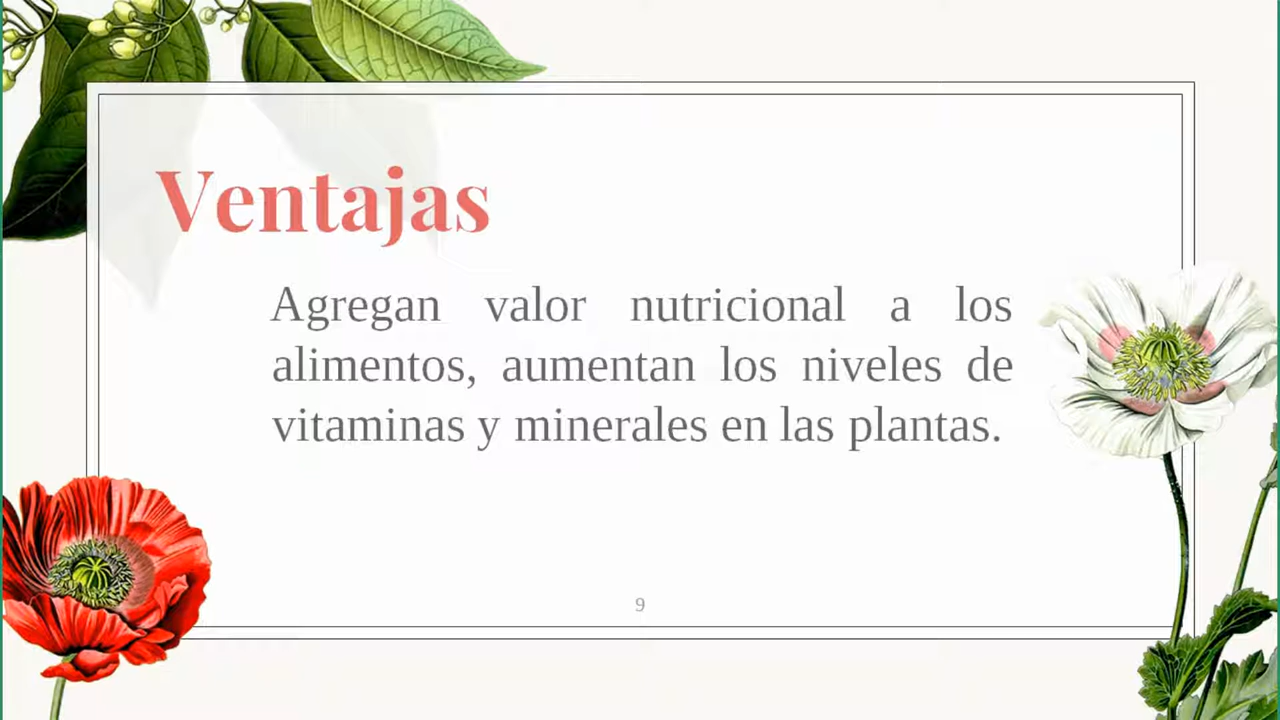 Ventajas
Agregan valor nutricional a los
alimentos, aumentan los niveles de
vitaminas y minerales en las plantas.
9